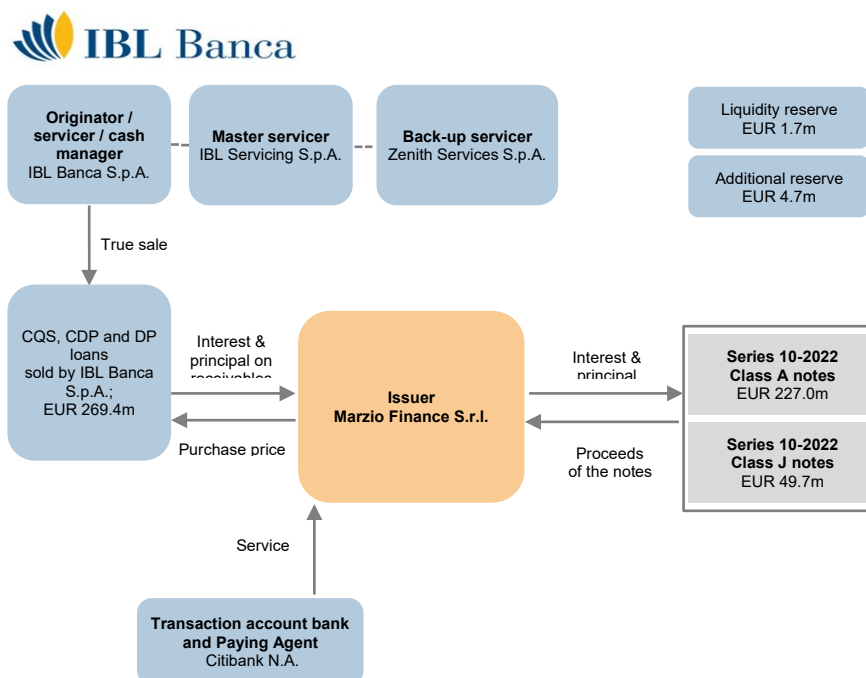 IBL Banca
Originator /
servicer / cash
manager
IBL Banca S.p.A.
Master servicer
IBL Servicing S.p.A.
Back-up servicer
Zenith Services S.p.A.
Liquidity reserve
EUR 1.7m
Additional reserve
EUR 4.7m
True sale
CQS, CDP and DP
loans
sold by IBL Banca
S.p.A.;
EUR 269.4m
Interest &
principal on
receivables
Purchase price
Issuer
Marzio Finance S.r.l.
Interest &
principal
Proceeds
of the notes
Series 10-2022
Class A notes
EUR 227.0m
Series 10-2022
Class J notes
EUR 49.7m
Service
Transaction account bank
and Paying Agent
Citibank N.A.